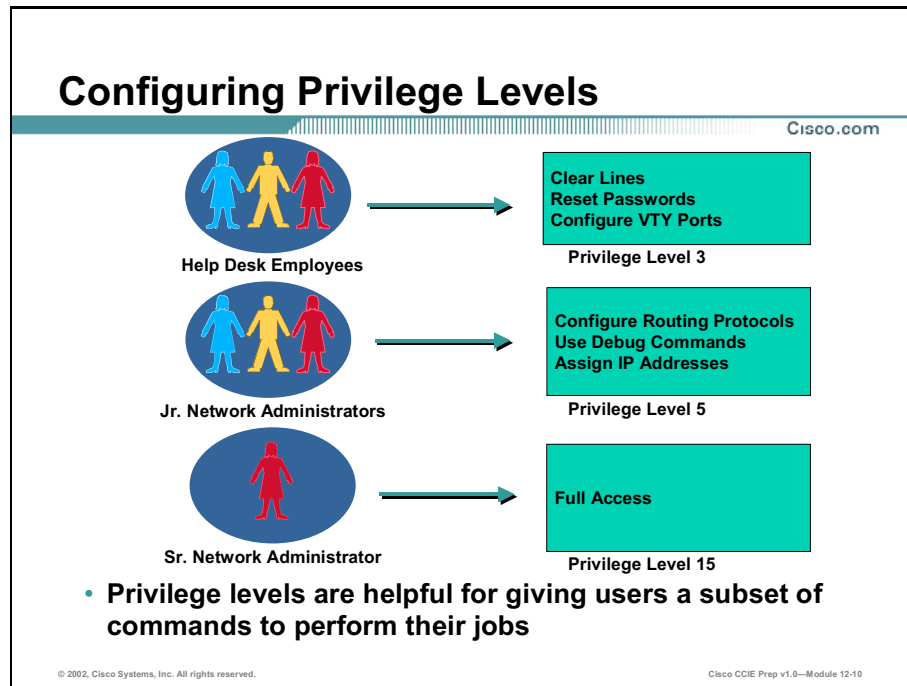 Configuring Privilege Levels
Cisco.com
Clear Lines
Reset Passwords
Configure VTY Ports
Help Desk Employees
Privilege Level 3
Configure Routing Protocols
Use Debug Commands
Assign IP Addresses
Jr. Network Administrators
Privilege Level 5
Full Access
Sr. Network Administrator
Privilege Level 15
• Privilege levels are helpful for giving users a subset of
commands to perform their jobs
© 2002, Cisco Systems, Inc. All rights reserved.
Cisco CCIE Prep v1.0—Module 12-10